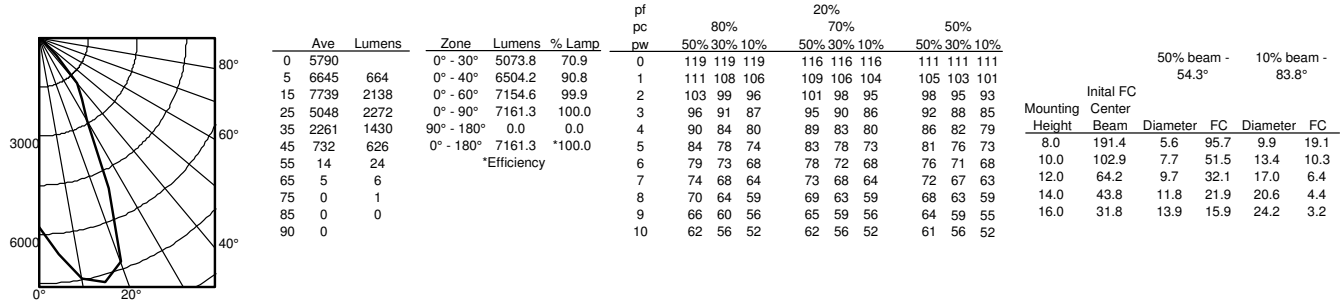 3000
6000
80°
60°
40°
0°
20°
Ave Lumens
0 5790
5 6645 664
15 7739 2138
25 5048 2272
35 2261 1430
45 732 626
55 14 24
65 5 6
75 0 1
85 0 0
90 0
Zone Lumens % Lamp
0° - 30° 5073.8 70.9
0° - 40° 6504.2 90.8
0° - 60° 7154.6 99.9
0° - 90° 7161.3 100.0
90° - 180° 0.0 0.0
0° - 180° 7161.3 *100.0
*Efficiency
pf 20%
pc 80% 70% 50%
pw 50% 30% 10% 50% 30% 10% 50% 30% 10%
0 119 119 119 116 116 116 111 111 111
1 111 108 106 109 106 104 105 103 101
2 103 99 96 101 98 95 98 95 93
3 96 91 87 95 90 86 92 88 85
4 90 84 80 89 83 80 86 82 79
5 84 78 74 83 78 73 81 76 73
6 79 73 68 78 72 68 76 71 68
7 74 68 64 73 68 64 72 67 63
8 70 64 59 69 63 59 68 63 59
9 66 60 56 65 59 56 64 59 55
10 62 56 52 62 56 52 61 56 52
50% beam - 10% beam -
54.3° 83.8°
Inital FC
Mounting Center
Height Beam Diameter FC Diameter FC
8.0 191.4 5.6 95.7 9.9 19.1
10.0 102.9 7.7 51.5 13.4 10.3
12.0 64.2 9.7 32.1 17.0 6.4
14.0 43.8 11.8 21.9 20.6 4.4
16.0 31.8 13.9 15.9 24.2 3.2